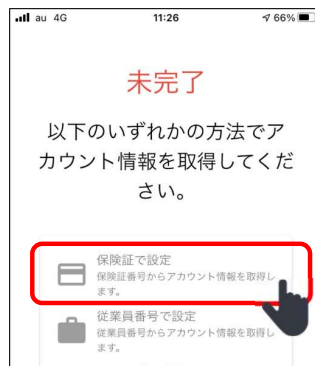 au 4G 11:26 66%
未完了
以下のいずれかの方法でア
カウント情報を取得してくだ
さい。
保険証で設定
保険証番号からアカウント情報を取得し
ます。
従業員番号で設定
従業員番号からアカウント情報を取得し
ます。